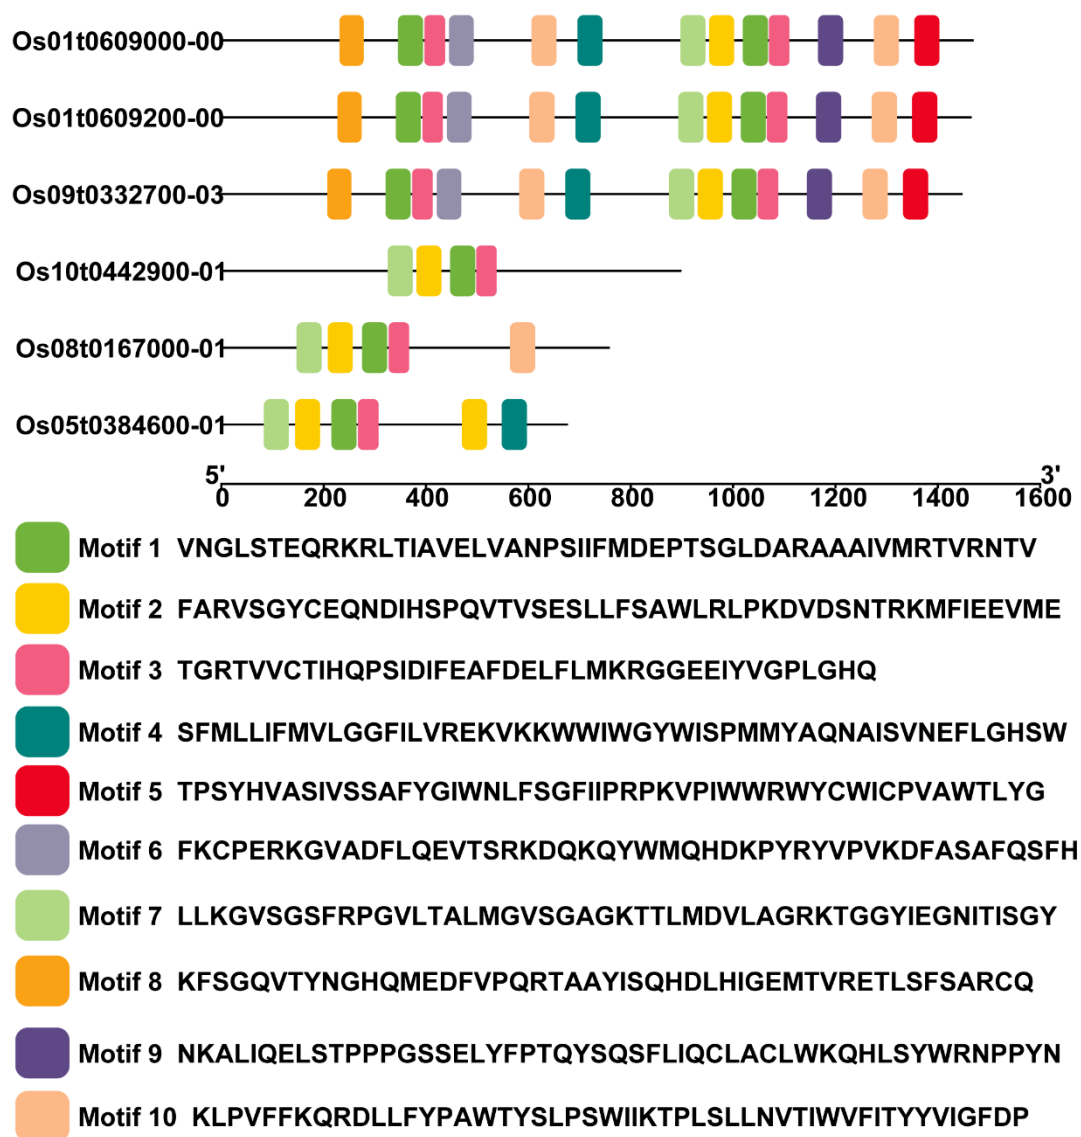 Os01t0609000-00
Os01t0609200-00
Os09t0332700-03
Os10t0442900-01
Os08t0167000-01
Os05t0384600-01
5' 3'
0 200 400 600 800 1000 1200 1400 1600
Motif 1 VNGLSTEQRKRLTIAVELVANPSIIFMDEPTSGLDARAAAIVMRTVRNTV
Motif 2 FARVSGYCEQNDIHSPQVTVSESLLFSAWLRLPKDVDSNTRKMFIEEVME
Motif 3 TGRTVVCTIHQPSIDIFEAFDELFLMKRGGEEIYVGPLGHQ
Motif 4 SFMLLIFMVLGGFILVREKVKKWWIWGYWISPMMYAQNAISVNEFLGHSW
Motif 5 TPSYHVASIVSSAFYGIWNLFSGFIIPRPKVPIWWRWYCWICPVAWTLYG
Motif 6 FKCPERKGVADFLQEVTSRKDQKQYWMQHDKPYRYVPVKDFASAFQSFH
Motif 7 LLKGVSGSFRPGVLTALMGVSGAGKTTLMDVLAGRKTGGYIEGNITISGY
Motif 8 KFSGQVTYNGHQMEDFVPQRTAAYISQHDLHIGEMTVRETLSFSARCQ
Motif 9 NKALIQELSTPPPGSSELYFPTQYSQSFLIQCLACLWKQHLSYWRNPPYN
Motif 10 KLPVFFKQRDLLFYPAWTYSLPSWIIKTPLSLLNVTIWVFITYYVIGFDP